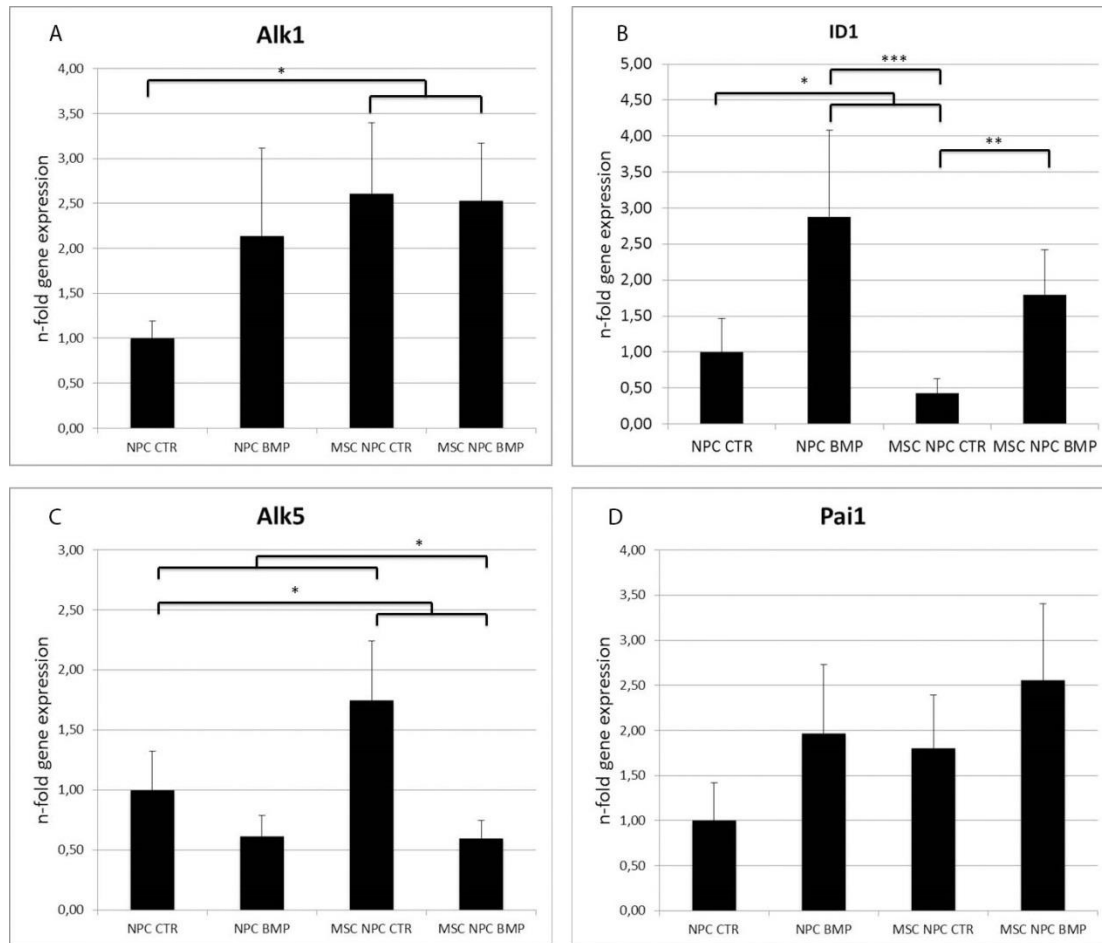 A
Alk1
n-fold gene expression
4,00
3,50
3,00
2,50
2,00
1,50
1,00
0,50
0,00
*
NPC CTR
NPC BMP
MSC NPC CTR
MSC NPC BMP
B
ID1
n-fold gene expression
5,00
4,50
4,00
3,50
3,00
2,50
2,00
1,50
1,00
0,50
0,00
***
*
**
NPC CTR
NPC BMP
MSC NPC CTR
MSC NPC BMP
C
Alk5
n-fold gene expression
3,00
2,50
2,00
1,50
1,00
0,50
0,00
*
*
NPC CTR
NPC BMP
MSC NPC CTR
MSC NPC BMP
D
Pai1
n-fold gene expression
4,00
3,50
3,00
2,50
2,00
1,50
1,00
0,50
0,00
NPC CTR
NPC BMP
MSC NPC CTR
MSC NPC BMP